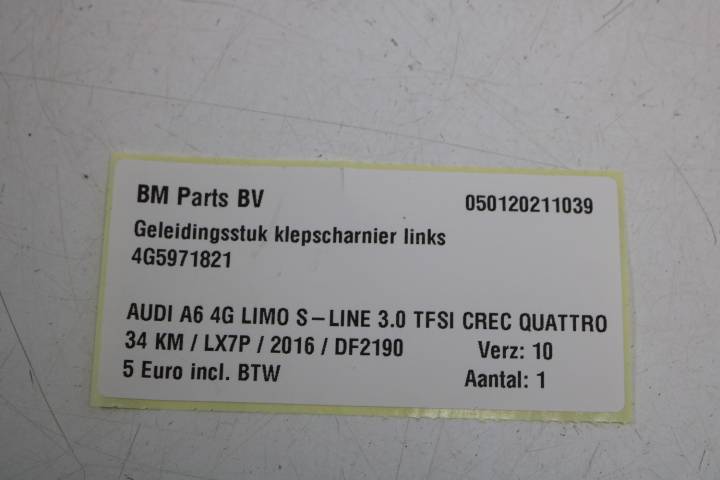 BM Parts BV 050120211039
Geleidingsstuk klepscharnier links
4G5971821
AUDI A6 4G LIMO S-LINE 3.0 TFSI CREC QUATTRO
34 KM / LX7P / 2016 / DF2190 Verz: 10
5 Euro incl. BTW Aantal: 1